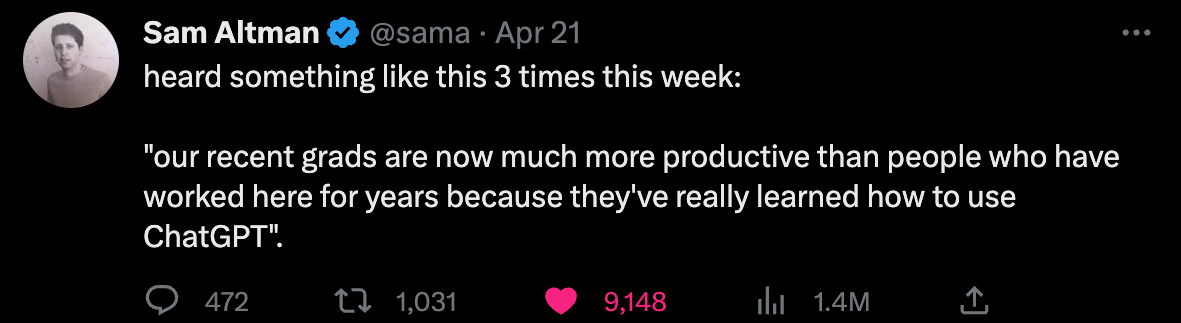 Sam Altman @sama · Apr 21
heard something like this 3 times this week:
"our recent grads are now much more productive than people who have
worked here for years because they've really learned how to use
ChatGPT".
472 1,031 9,148 1.4M